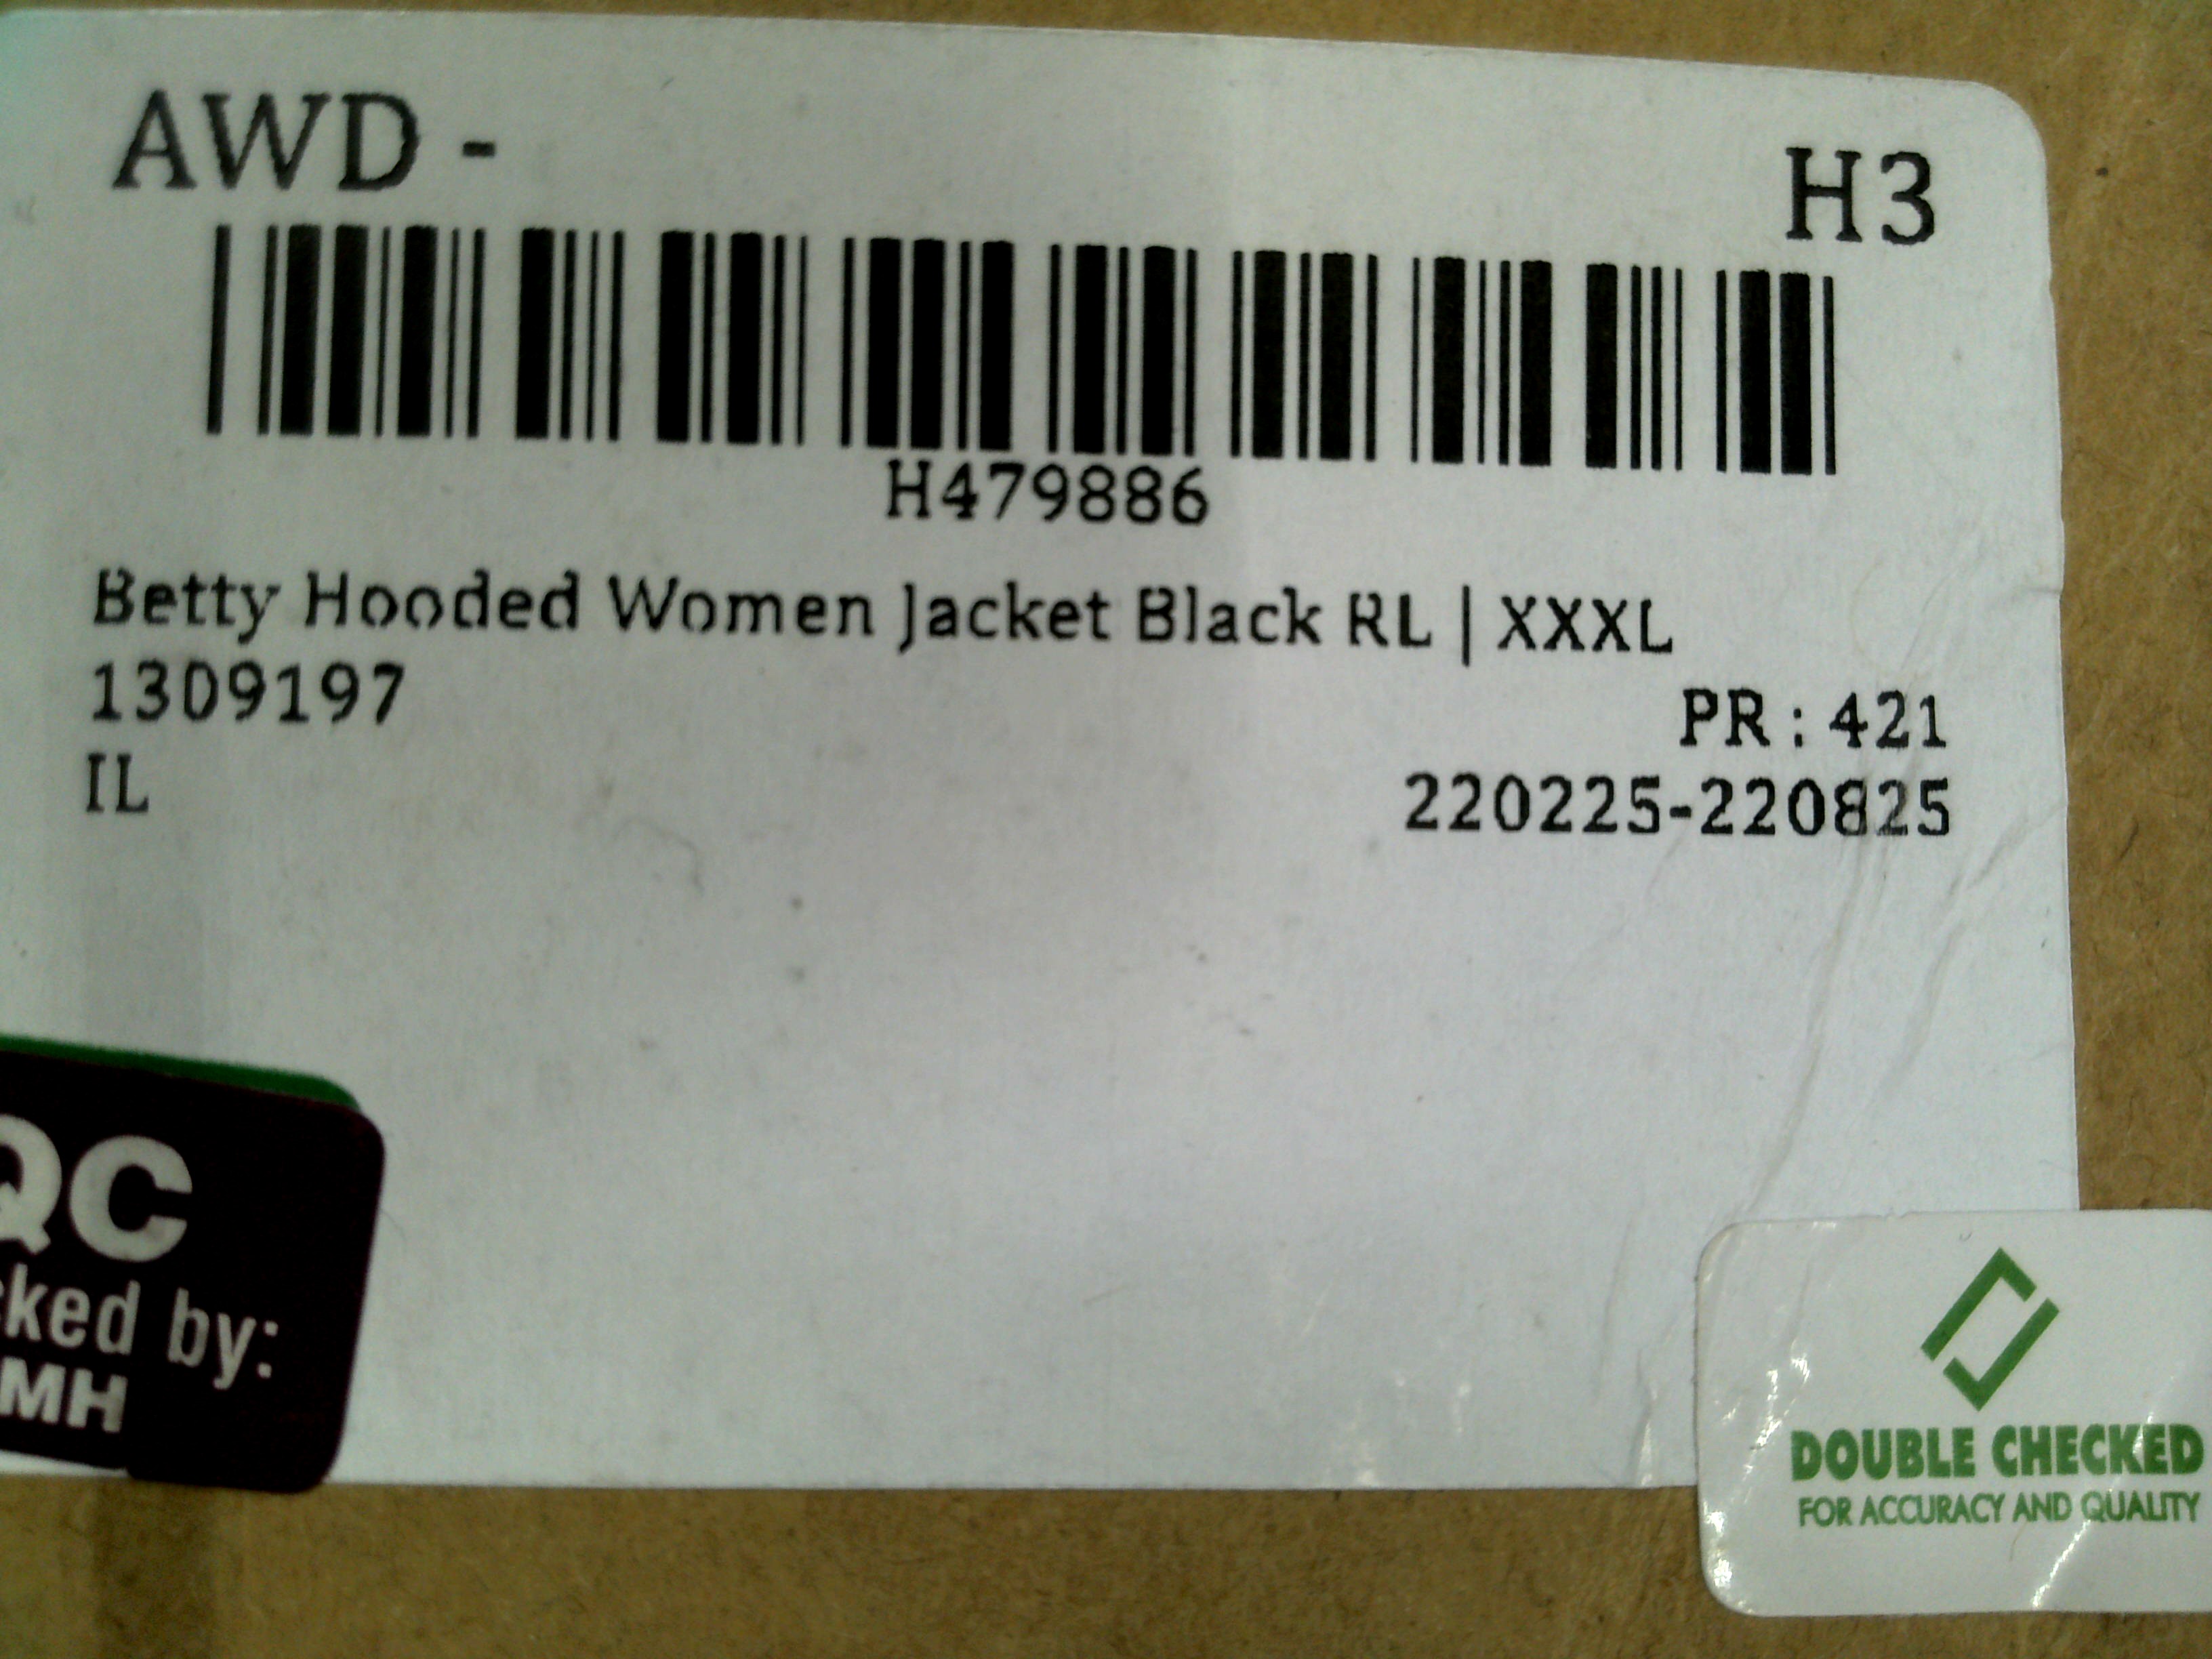 AWD -
H3
H479886
Betty Hooded Women Jacket Black RL | XXXL
1309197
PR : 421
IL
220225-220825
QC
cked by:
MH
DOUBLE CHECKED
FOR ACCURACY AND QUALITY